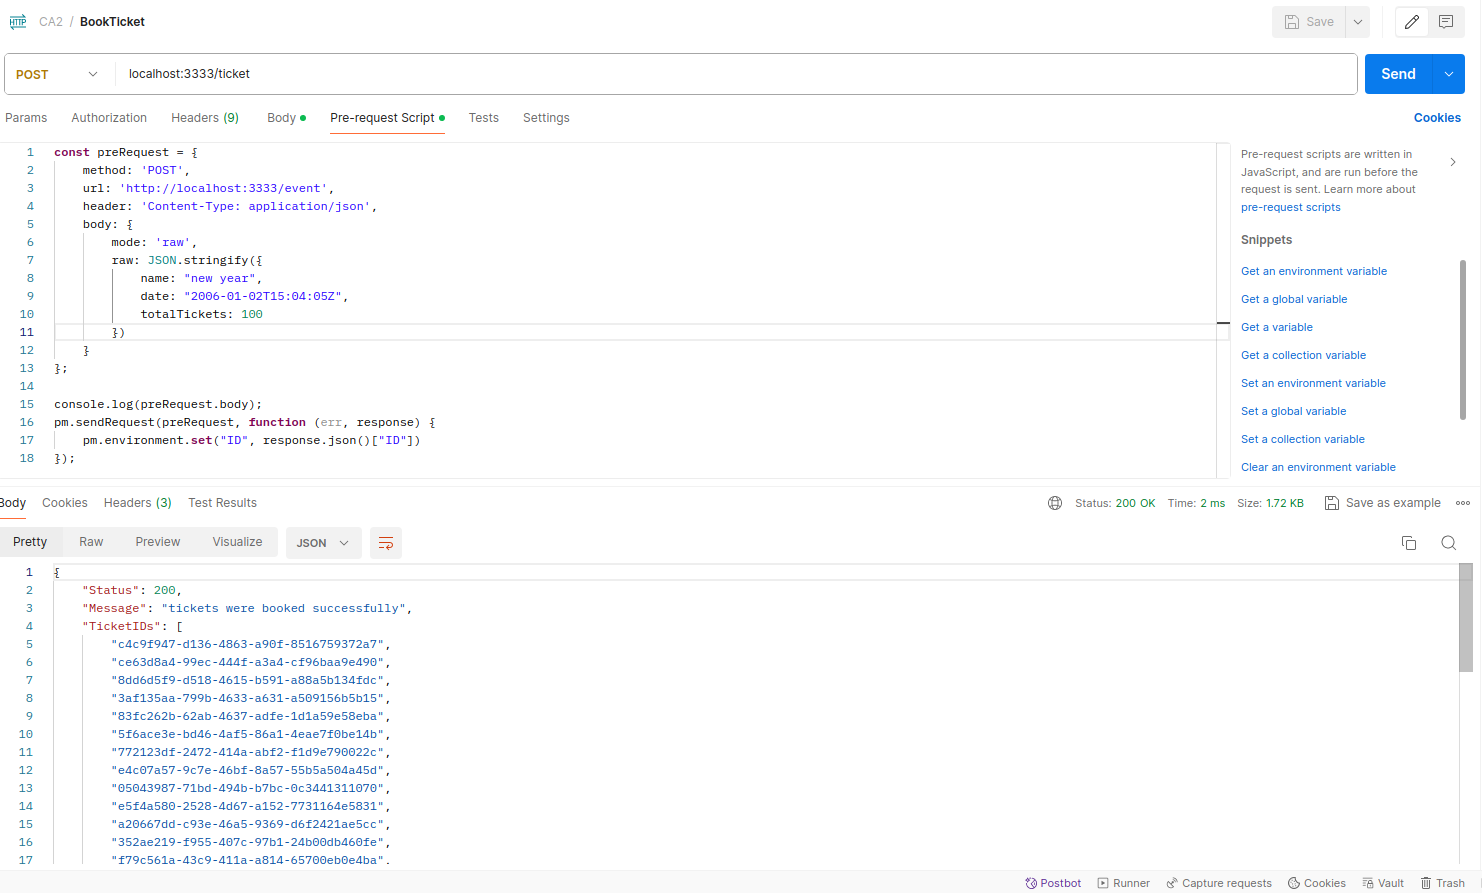 HTTP CA2 / BookTicket
Save
POST
localhost:3333/ticket
Send
Params Authorization Headers (9) Body Pre-request Script Tests Settings Cookies
1 const preRequest = {
2 method: 'POST',
3 url: 'http://localhost:3333/event',
4 header: 'Content-Type: application/json',
5 body: {
6 mode: 'raw',
7 raw: JSON.stringify({
8 name: "new year",
9 date: "2006-01-02T15:04:05Z",
10 totalTickets: 100
11 })
12 }
13 };
14
15 console.log(preRequest.body);
16 pm.sendRequest(preRequest, function (err, response) {
17 pm.environment.set("ID", response.json()["ID"])
18 });
Pre-request scripts are written in
JavaScript, and are run before the
request is sent. Learn more about
pre-request scripts
Snippets
Get an environment variable
Get a global variable
Get a variable
Get a collection variable
Set an environment variable
Set a global variable
Set a collection variable
Clear an environment variable
Body Cookies Headers (3) Test Results
Status: 200 OK Time: 2 ms Size: 1.72 KB Save as example
Pretty Raw Preview Visualize JSON
1 {
2 "Status": 200,
3 "Message": "tickets were booked successfully",
4 "TicketIDs": [
5 "c4c9f947-d136-4863-a90f-8516759372a7",
6 "ce63d8a4-99ec-444f-a3a4-cf96baa9e490",
7 "8dd6d5f9-d518-4615-b591-a88a5b134fdc",
8 "3af135aa-799b-4633-a631-a509156b5b15",
9 "83fc262b-62ab-4637-adfe-1d1a59e58eba",
10 "5f6ace3e-bd46-4af5-86a1-4eae7f0be14b",
11 "772123df-2472-414a-abf2-f1d9e790022c",
12 "e4c07a57-9c7e-46bf-8a57-55b5a504a45d",
13 "05043987-71bd-494b-b7bc-0c3441311070",
14 "e5f4a580-2528-4d67-a152-7731164e5831",
15 "a20667dd-c93e-46a5-9369-d6f2421ae5cc",
16 "352ae219-f955-407c-97b1-24b00db460fe",
17 "f79c561a-43c9-411a-a814-65700eb0e4ba",
Postbot Runner Capture requests Cookies Vault Trash